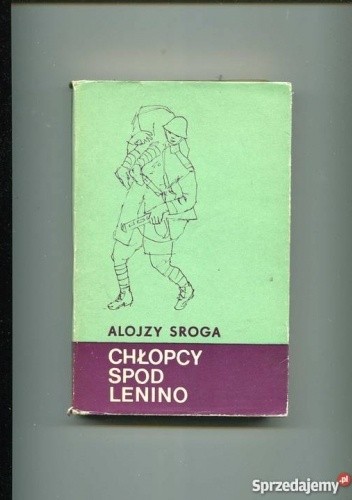 ALOJZY SROGA
CHŁOPCY
SPOD
LENINO
Sprzedajemy.pl